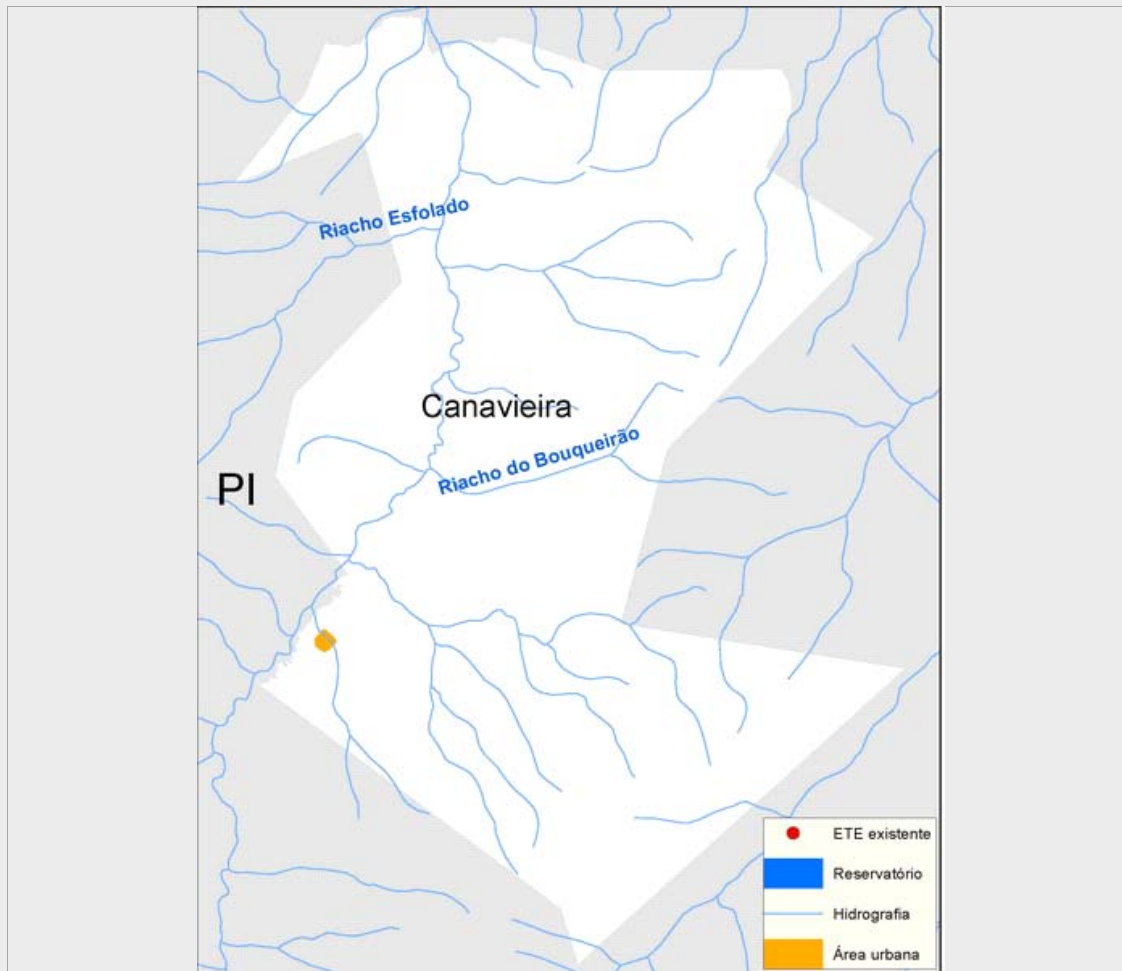 Riacho Esfolado
Canavieira
Riacho do Bouqueirão
PI
ETE existente
Reservatório
Hidrografia
Área urbana